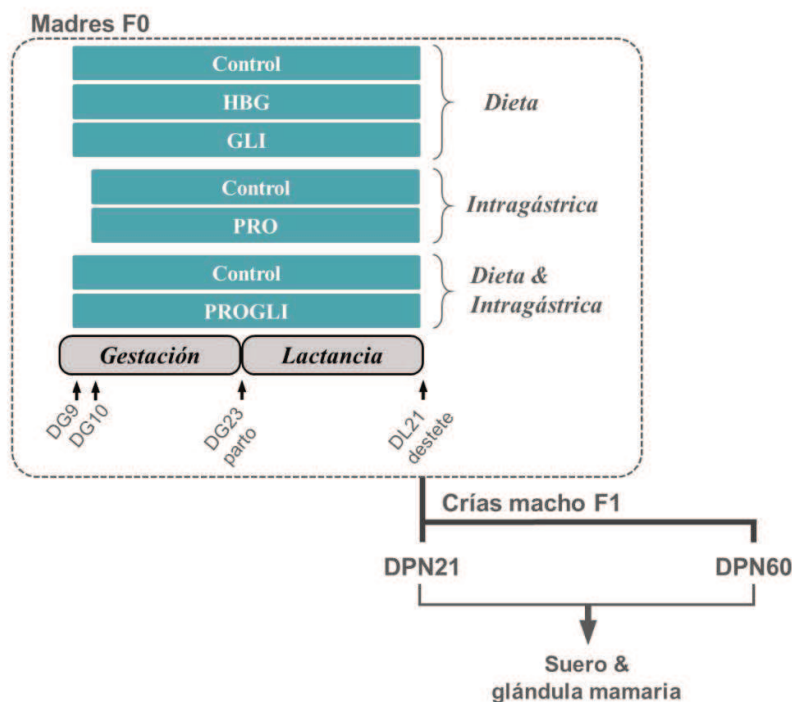 Madres F0
Control
HBG
GLI
Dieta
Control
PRO
Intragástrica
Control
PROGLI
Dieta &
Intragástrica
Gestación
Lactancia
DG9
DG10
DG23
parto
DL21
destete
Crías macho F1
DPN21
DPN60
Suero &
glándula mamaria